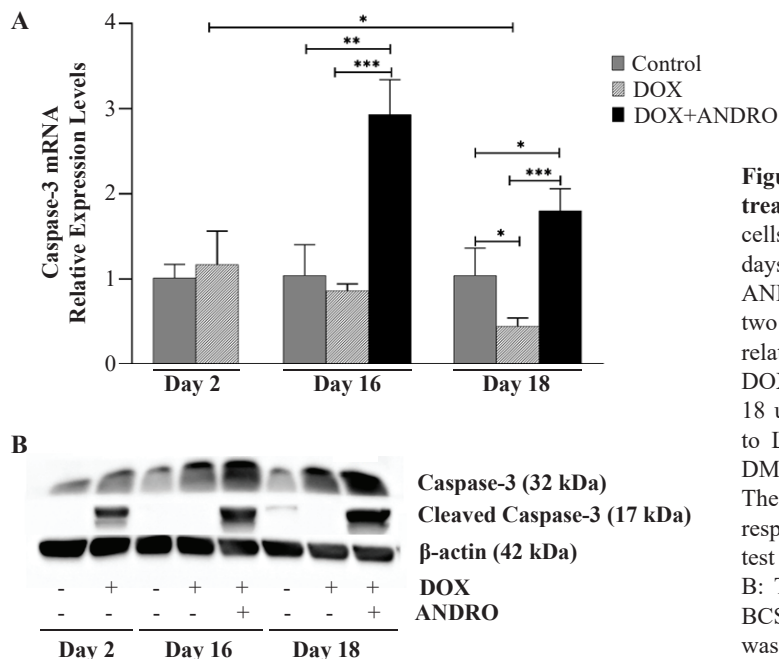 A
Caspase-3 mRNA
Relative Expression Levels
4
3
2
1
0
*
**
***
*
***
*
Day 2
Day 16
Day 18
Control
DOX
DOX+ANDRO
B
Caspase-3 (32 kDa)
Cleaved Caspase-3 (17 kDa)
β-actin (42 kDa)
- + - + + - + + DOX
- - - - + - - + ANDRO
Day 2 Day 16 Day 18
Figu
trea
cells
days
AND
two
relat
DOX
18 u
to L
DM
The
resp
test
B: T
BCS
was